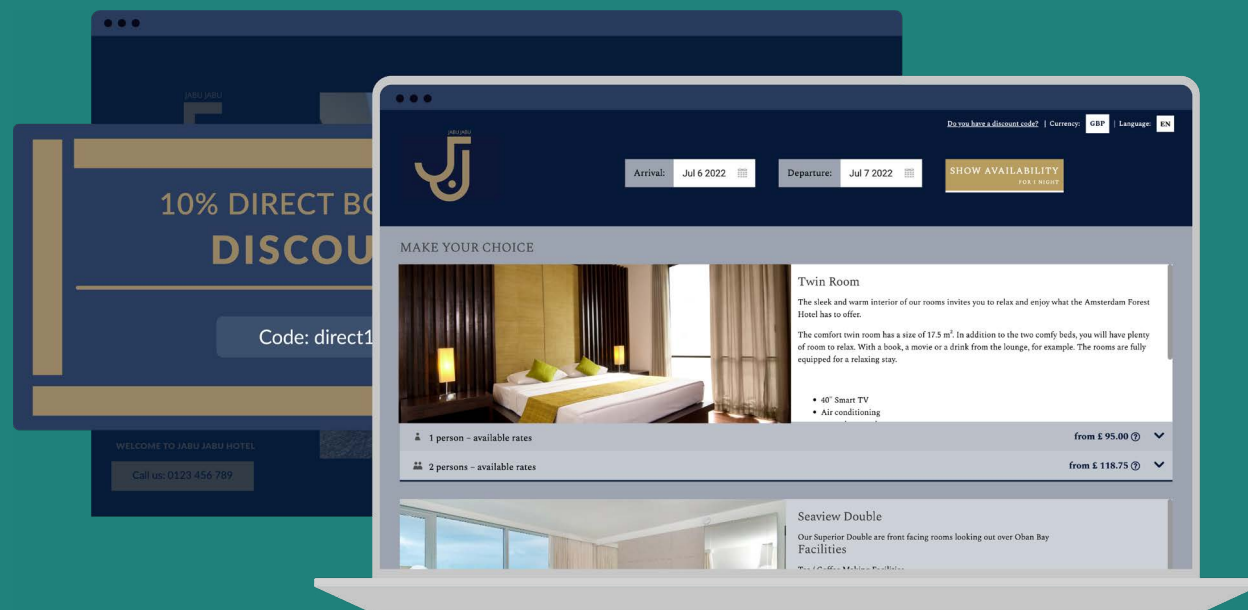 JABU JABU
10% DIRECT BO
DISCOU
Code: direct1
WELCOME TO JABU JABU HOTEL
Call us: 0123 456 789
JABU JABU
Do you have a discount code? | Currency: GBP | Language: EN
Arrival: Jul 6 2022
Departure: Jul 7 2022
SHOW AVAILABILITY
FOR 1 NIGHT
MAKE YOUR CHOICE
Twin Room
The sleek and warm interior of our rooms invites you to relax and enjoy what the Amsterdam Forest
Hotel has to offer.
The comfort twin room has a size of 17.5 m². In addition to the two comfy beds, you will have plenty
of room to relax. With a book, a movie or a drink from the lounge, for example. The rooms are fully
equipped for a relaxing stay.
• 40″ Smart TV
• Air conditioning
1 person – available rates from £ 95.00
2 persons – available rates from £ 118.75
Seaview Double
Our Superior Double are front facing rooms looking out over Oban Bay
Facilities
Tea / Coffee Making Facilities